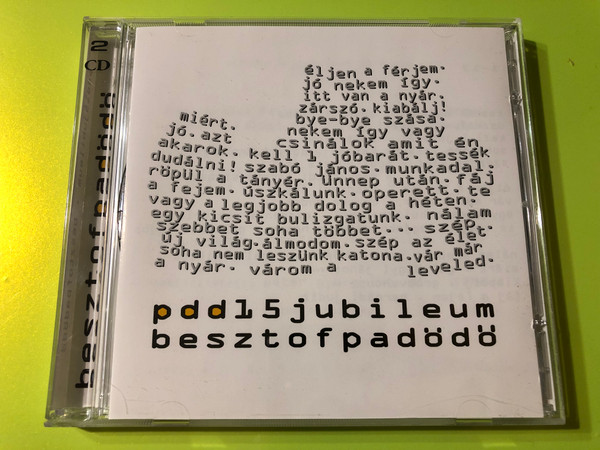 2
CD
besztofpadödö
éljen a férjem.
jó nekem így.
itt van a nyár.
zárszó. kiabálj!
miért. bye-bye szása.
jó. azt nekem így vagy
csinálok amit én
akarok. kell 1 jóbarát. tessék
dudálni! szabó jános. munkadal.
röpül a tányér. ünnep után. fáj
a fejem. úszkálunk. operett. te
vagy a legjobb dolog a héten.
egy kicsit bulizgatunk. nálam
szebbet soha többet... szép
új világ. álmodom. szép az élet
soha nem leszünk katona. vár már
a nyár. várom a leveled.
pdd15jubileum
besztofpadödö